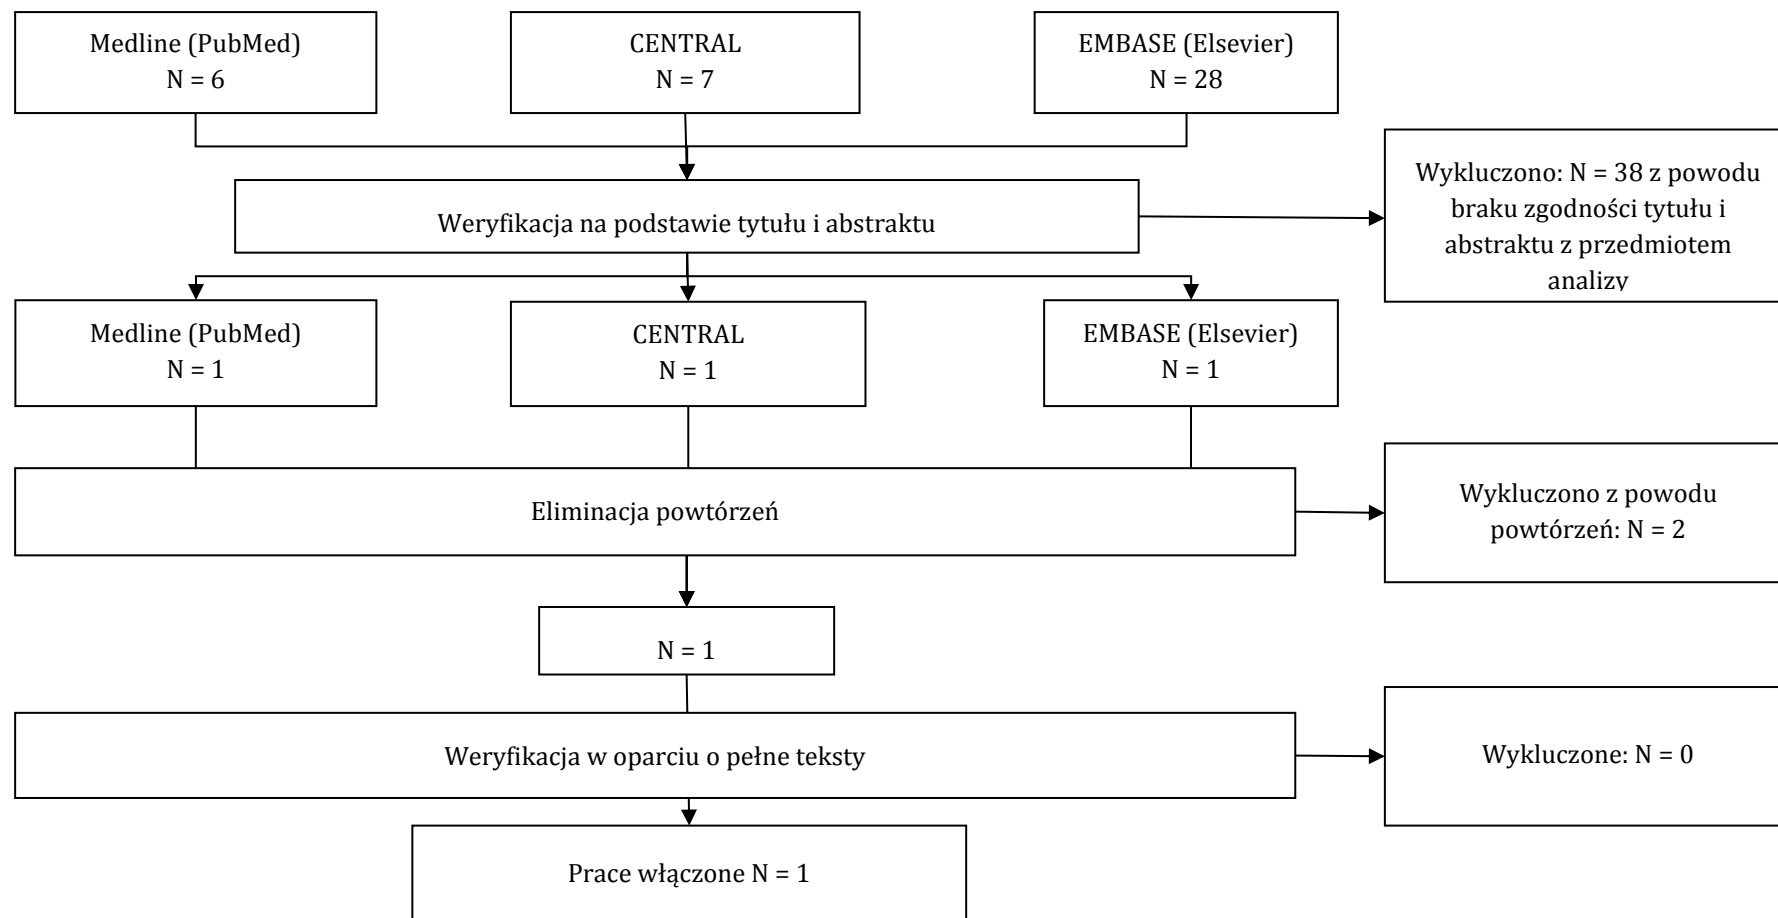 Medline (PubMed)
N = 6
CENTRAL
N = 7
EMBASE (Elsevier)
N = 28
Weryfikacja na podstawie tytułu i abstraktu
Wykluczono: N = 38 z powodu
braku zgodności tytułu i
abstraktu z przedmiotem
analizy
Medline (PubMed)
N = 1
CENTRAL
N = 1
EMBASE (Elsevier)
N = 1
Eliminacja powtórzeń
Wykluczono z powodu
powtórzeń: N = 2
N = 1
Weryfikacja w oparciu o pełne teksty
Wykluczone: N = 0
Prace włączone N = 1